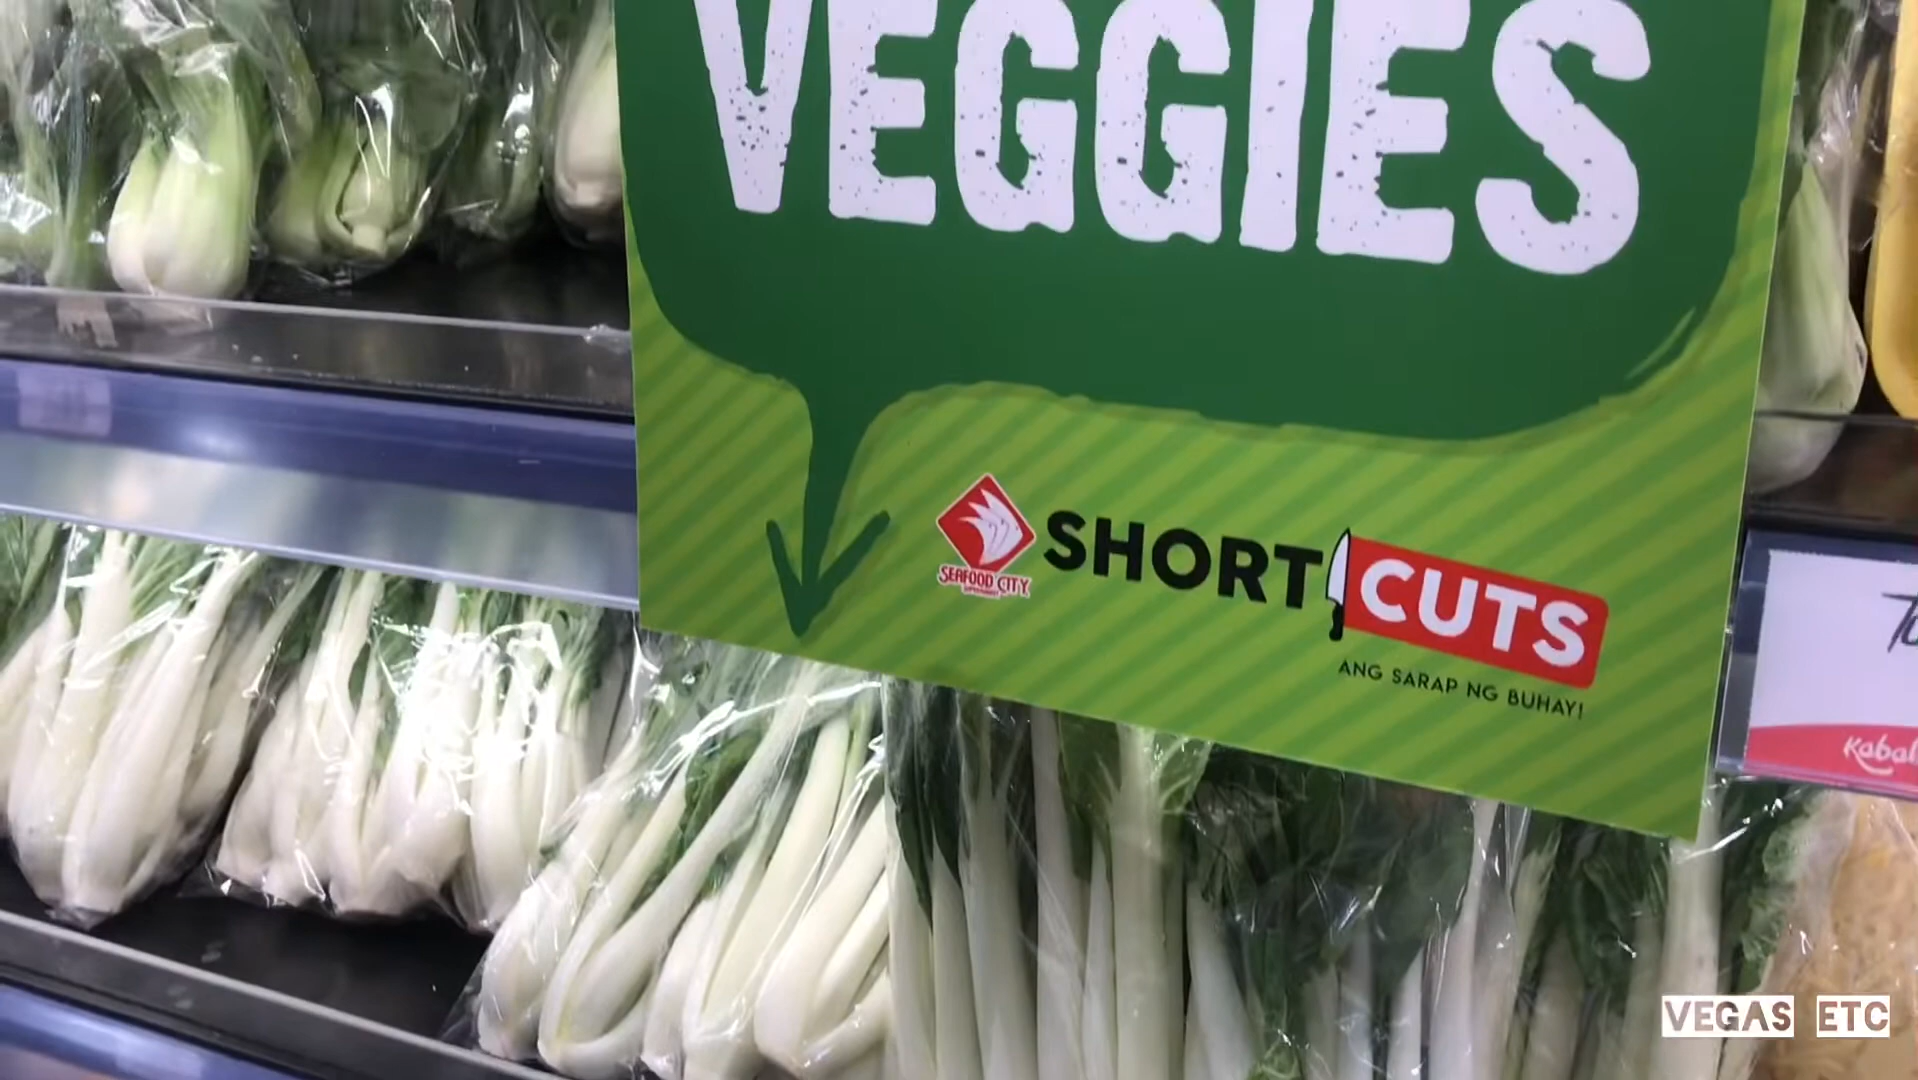 VEGGIES
SHORT CUTS
SEAFOOD CITY
ANG SARAP NG BUHAY!
VEGAS ETC